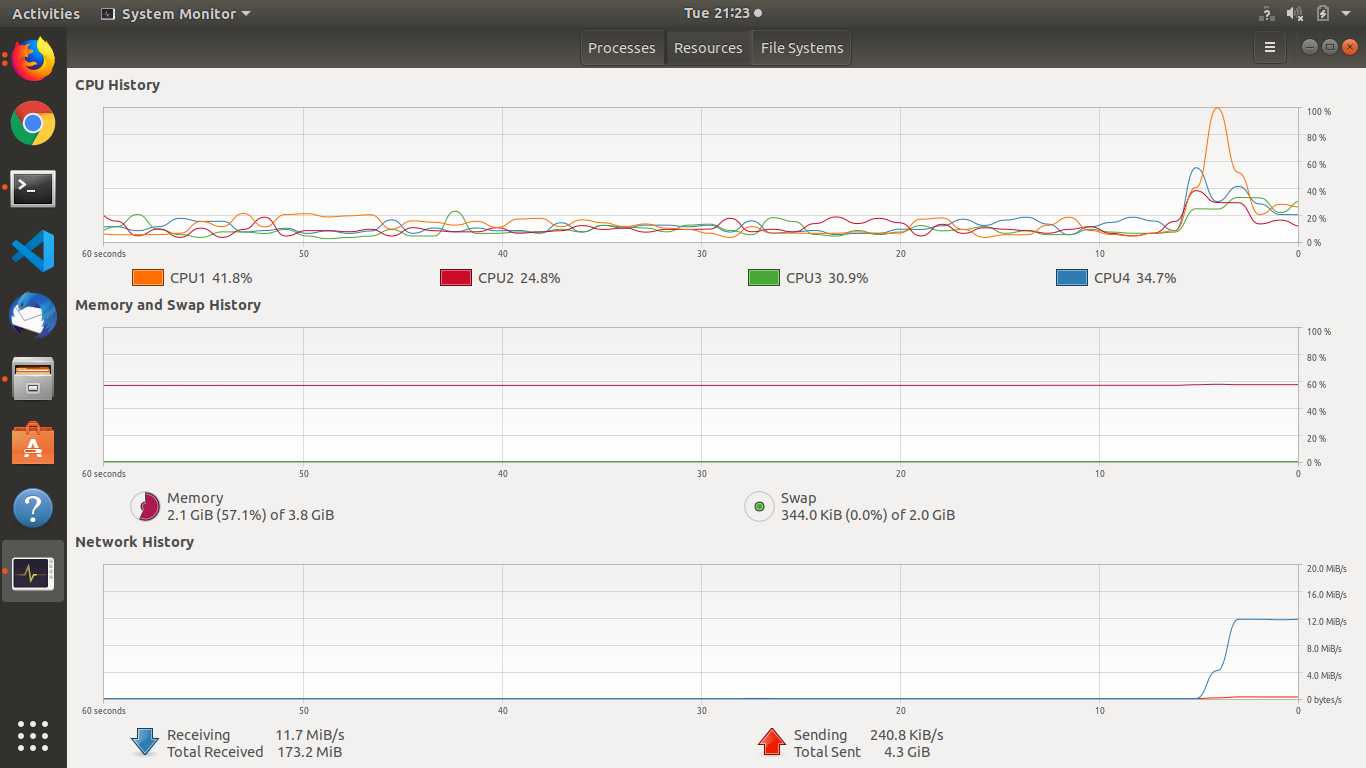 Activities System Monitor Tue 21:23
Processes Resources File Systems
CPU History
100 %
80 %
60 %
40 %
20 %
0 %
60 seconds 50 40 30 20 10 0
CPU1 41.8% CPU2 24.8% CPU3 30.9% CPU4 34.7%
Memory and Swap History
100 %
80 %
60 %
40 %
20 %
0 %
60 seconds 50 40 30 20 10 0
Memory
2.1 GiB (57.1%) of 3.8 GiB
Swap
344.0 KiB (0.0%) of 2.0 GiB
Network History
20.0 MiB/s
16.0 MiB/s
12.0 MiB/s
8.0 MiB/s
4.0 MiB/s
0 bytes/s
60 seconds 50 40 30 20 10 0
Receiving 11.7 MiB/s
Total Received 173.2 MiB
Sending 240.8 KiB/s
Total Sent 4.3 GiB